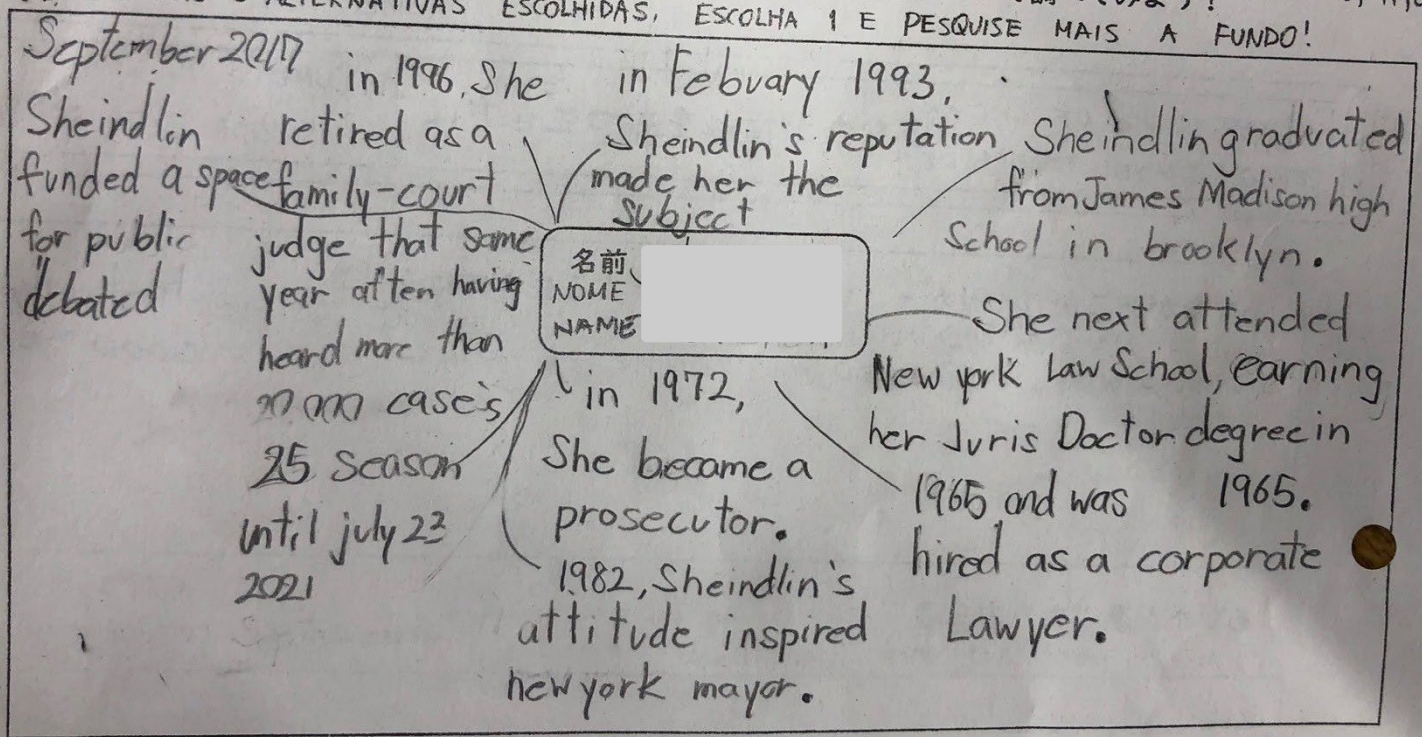 ALTERNATIVAS ESCOLHIDAS, ESCOLHA 1 E PESQUISE MAIS A FUNDO!
September 2017
Sheindlin
funded a space
for public
debated
in 1996, She
retired as a
family-court
judge that same
year aften having
heard more than
case's
25 season
until july 23
2021
in Febuary 1993,
Sheindlin's reputation
made her the
subject
Sheindlin graduated
from James Madison high
School in brooklyn.
名前
NOME
NAME
She next attended
New york Law School, earning
her Juris Doctor degree in
1965.
1965 and was
hired as a corporate
Lawyer.
in 1972,
She became a
prosecutor.
1982, Sheindlin's
attitude inspired
new york mayor.